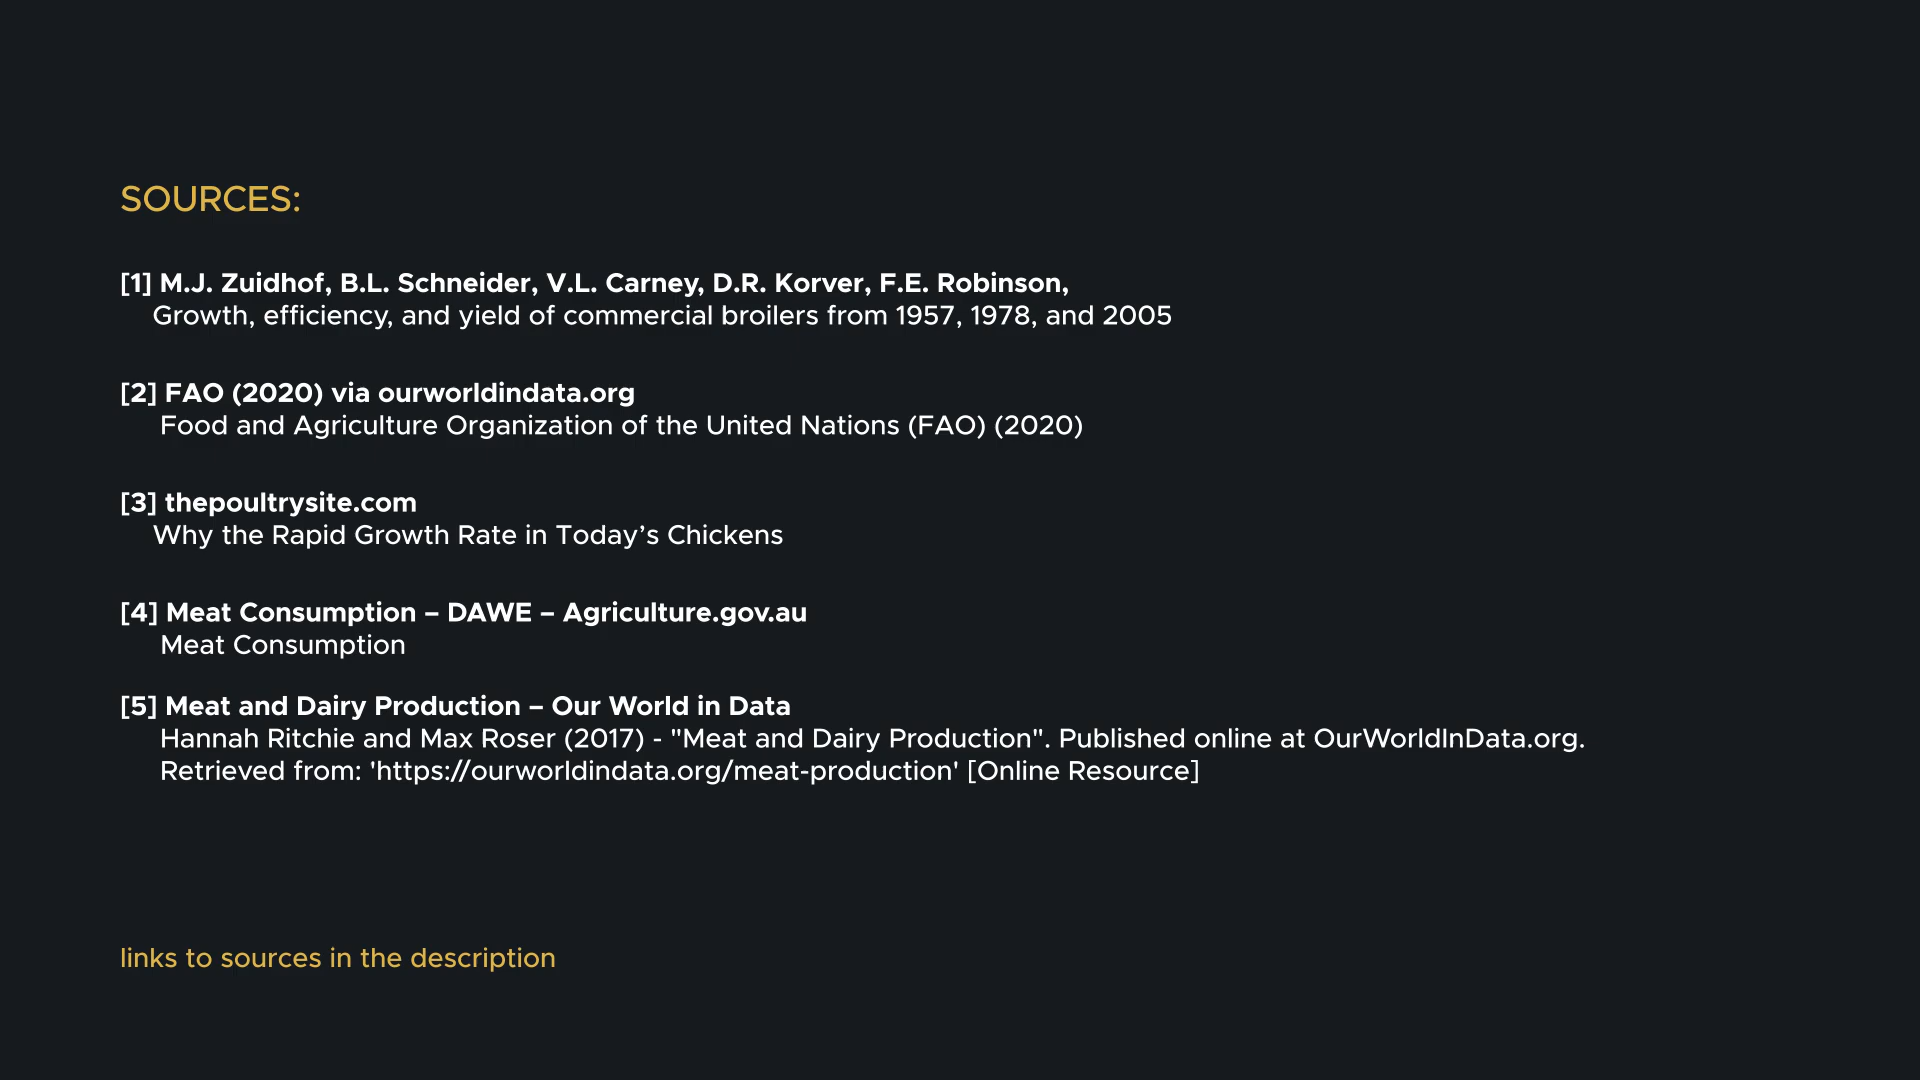 SOURCES:
[1] M.J. Zuidhof, B.L. Schneider, V.L. Carney, D.R. Korver, F.E. Robinson,
Growth, efficiency, and yield of commercial broilers from 1957, 1978, and 2005
[2] FAO (2020) via ourworldindata.org
Food and Agriculture Organization of the United Nations (FAO) (2020)
[3] thepoultrysite.com
Why the Rapid Growth Rate in Today’s Chickens
[4] Meat Consumption – DAWE – Agriculture.gov.au
Meat Consumption
[5] Meat and Dairy Production – Our World in Data
Hannah Ritchie and Max Roser (2017) - "Meat and Dairy Production". Published online at OurWorldInData.org.
Retrieved from: 'https://ourworldindata.org/meat-production' [Online Resource]
links to sources in the description